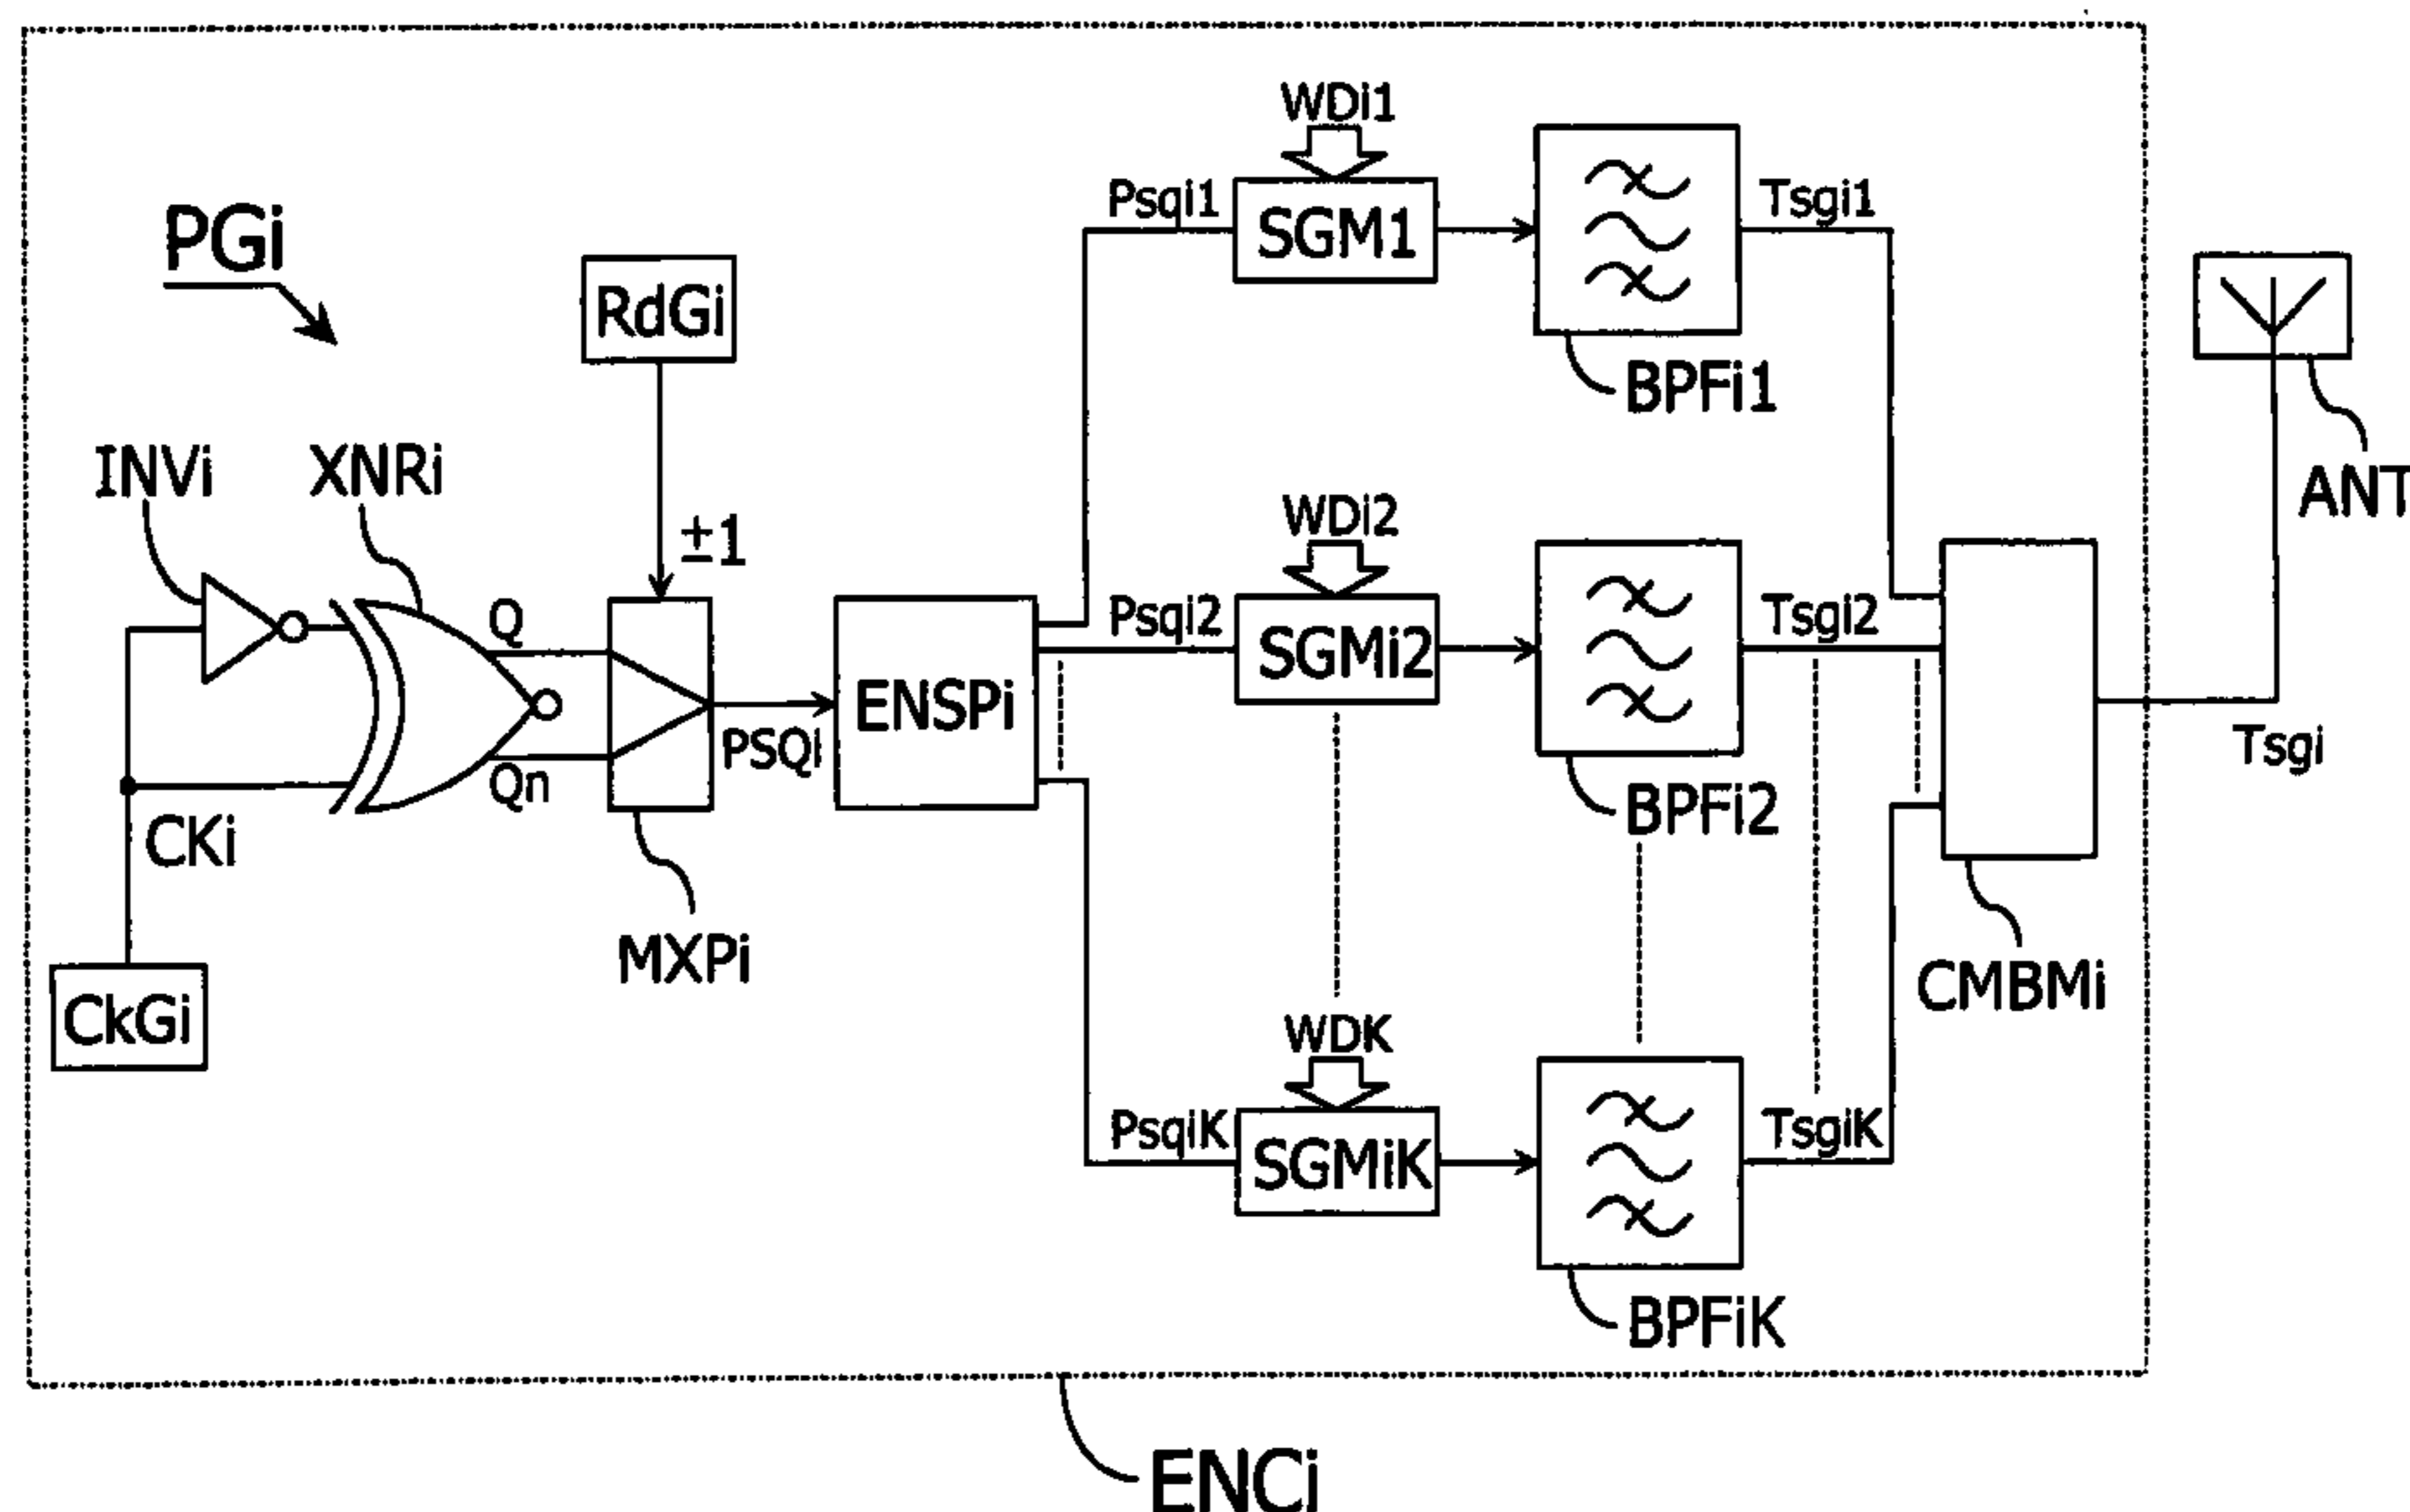 WDi1
Psqi1
SGM1
Tsgi1
PGi
RdGi
BPFi1
INVi
XNRi
±1
ANT
WDi2
Q
Psqi2
SGMi2
Tsgi2
ENSPi
PSQi
Tsgi
Qn
CKi
BPFi2
MXPi
CMBMi
CkGi
WDK
PsqiK
SGMiK
TsgiK
BPFiK
ENCi